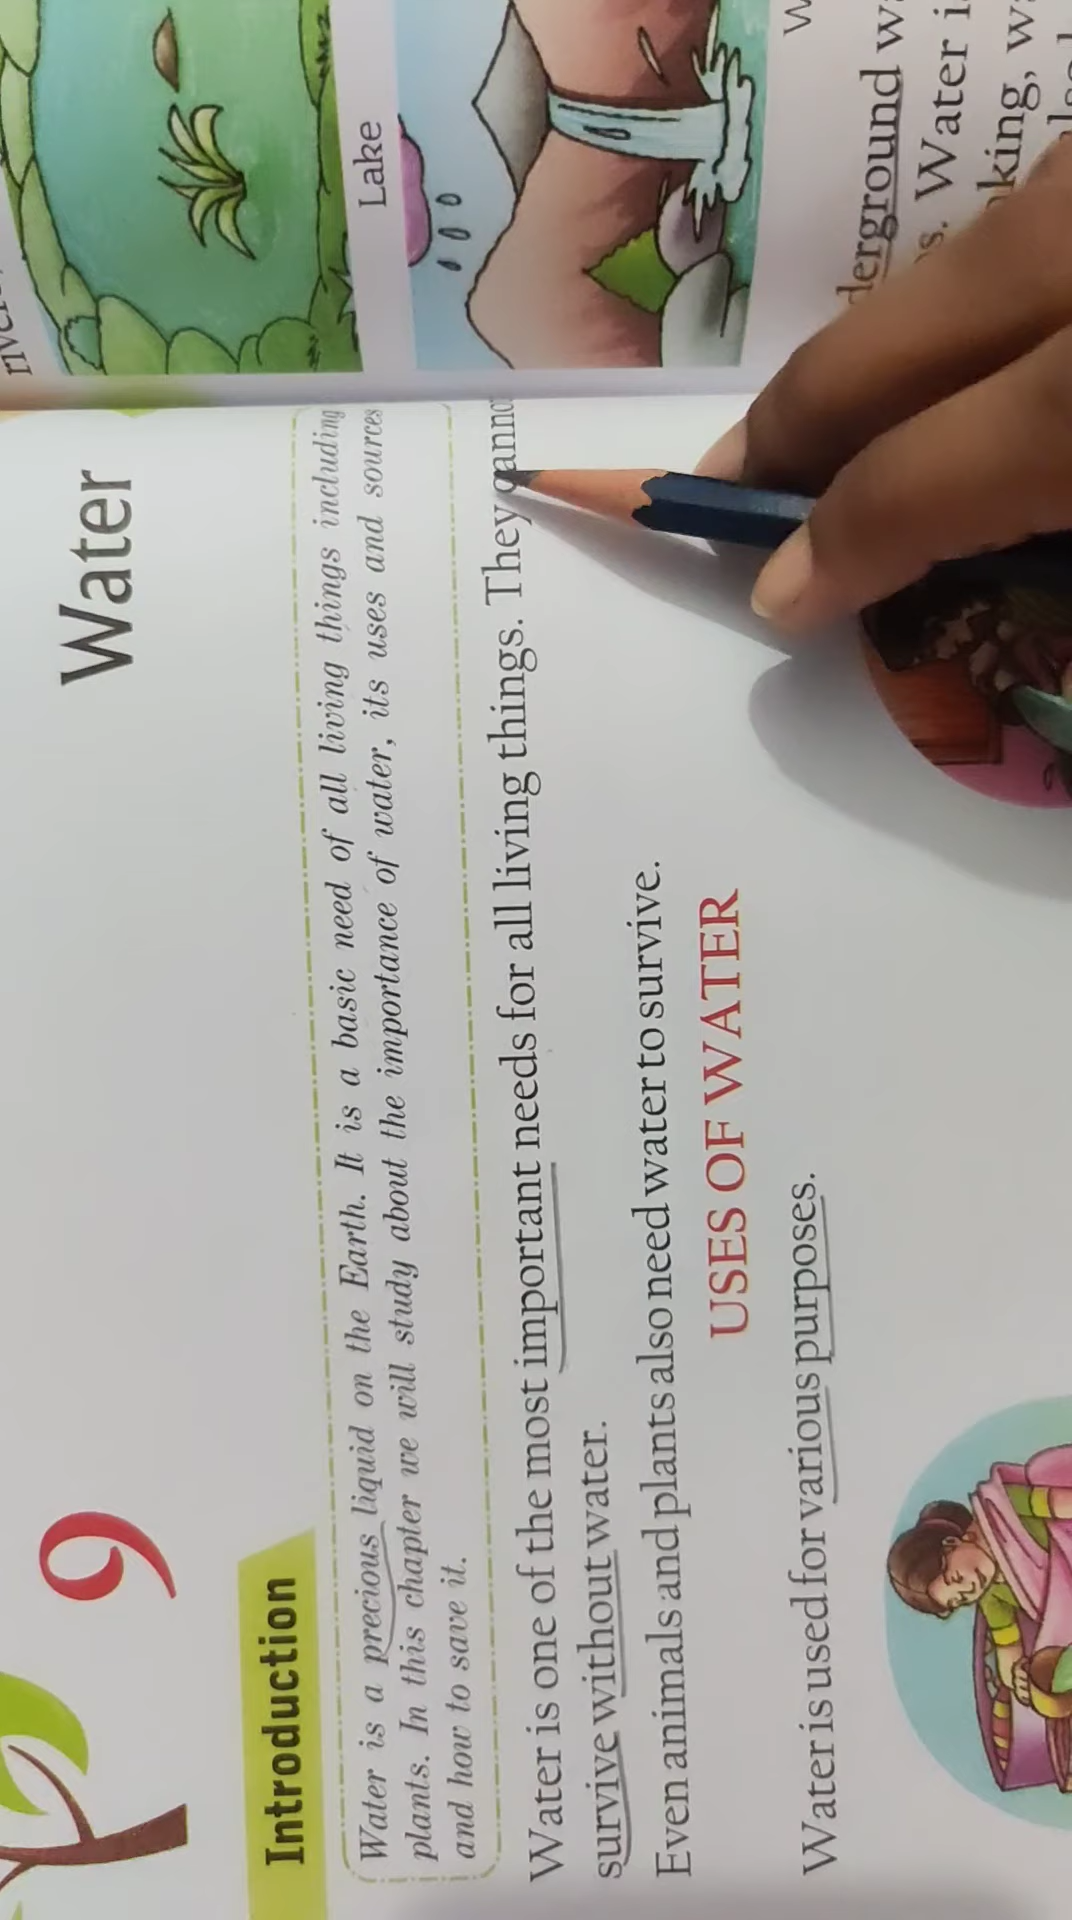 9
Water
Introduction
Water is a precious liquid on the Earth. It is a basic need of all living things including
plants. In this chapter we will study about the importance of water, its uses and sources
and how to save it.
Water is one of the most important needs for all living things. They
survive without water.
Even animals and plants also need water to survive.
USES OF WATER
Water is used for various purposes.
Lake
Water